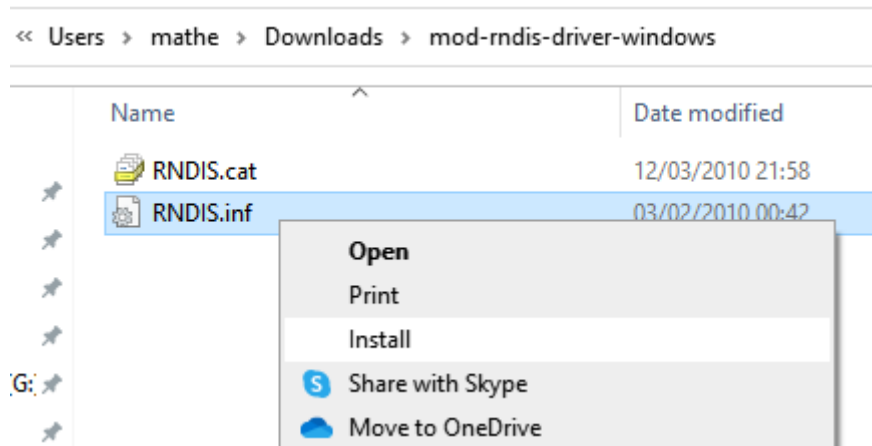 « Users > mathe > Downloads > mod-rndis-driver-windows
Name Date modified
RNDIS.cat 12/03/2010 21:58
RNDIS.inf 03/02/2010 00:42
Open
Print
Install
G: Share with Skype
Move to OneDrive